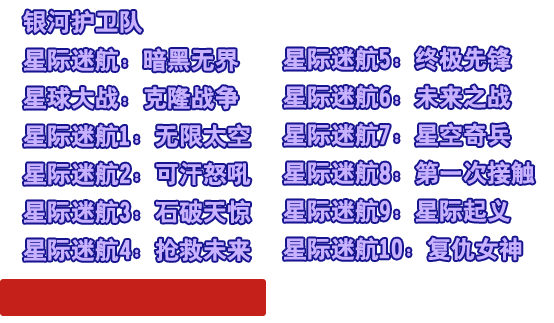 银河护卫队
星际迷航：暗黑无界
星球大战：克隆战争
星际迷航1：无限太空
星际迷航2：可汗怒吼
星际迷航3：石破天惊
星际迷航4：抢救未来
星际迷航5：终极先锋
星际迷航6：未来之战
星际迷航7：星空奇兵
星际迷航8：第一次接触
星际迷航9：星际起义
星际迷航10：复仇女神